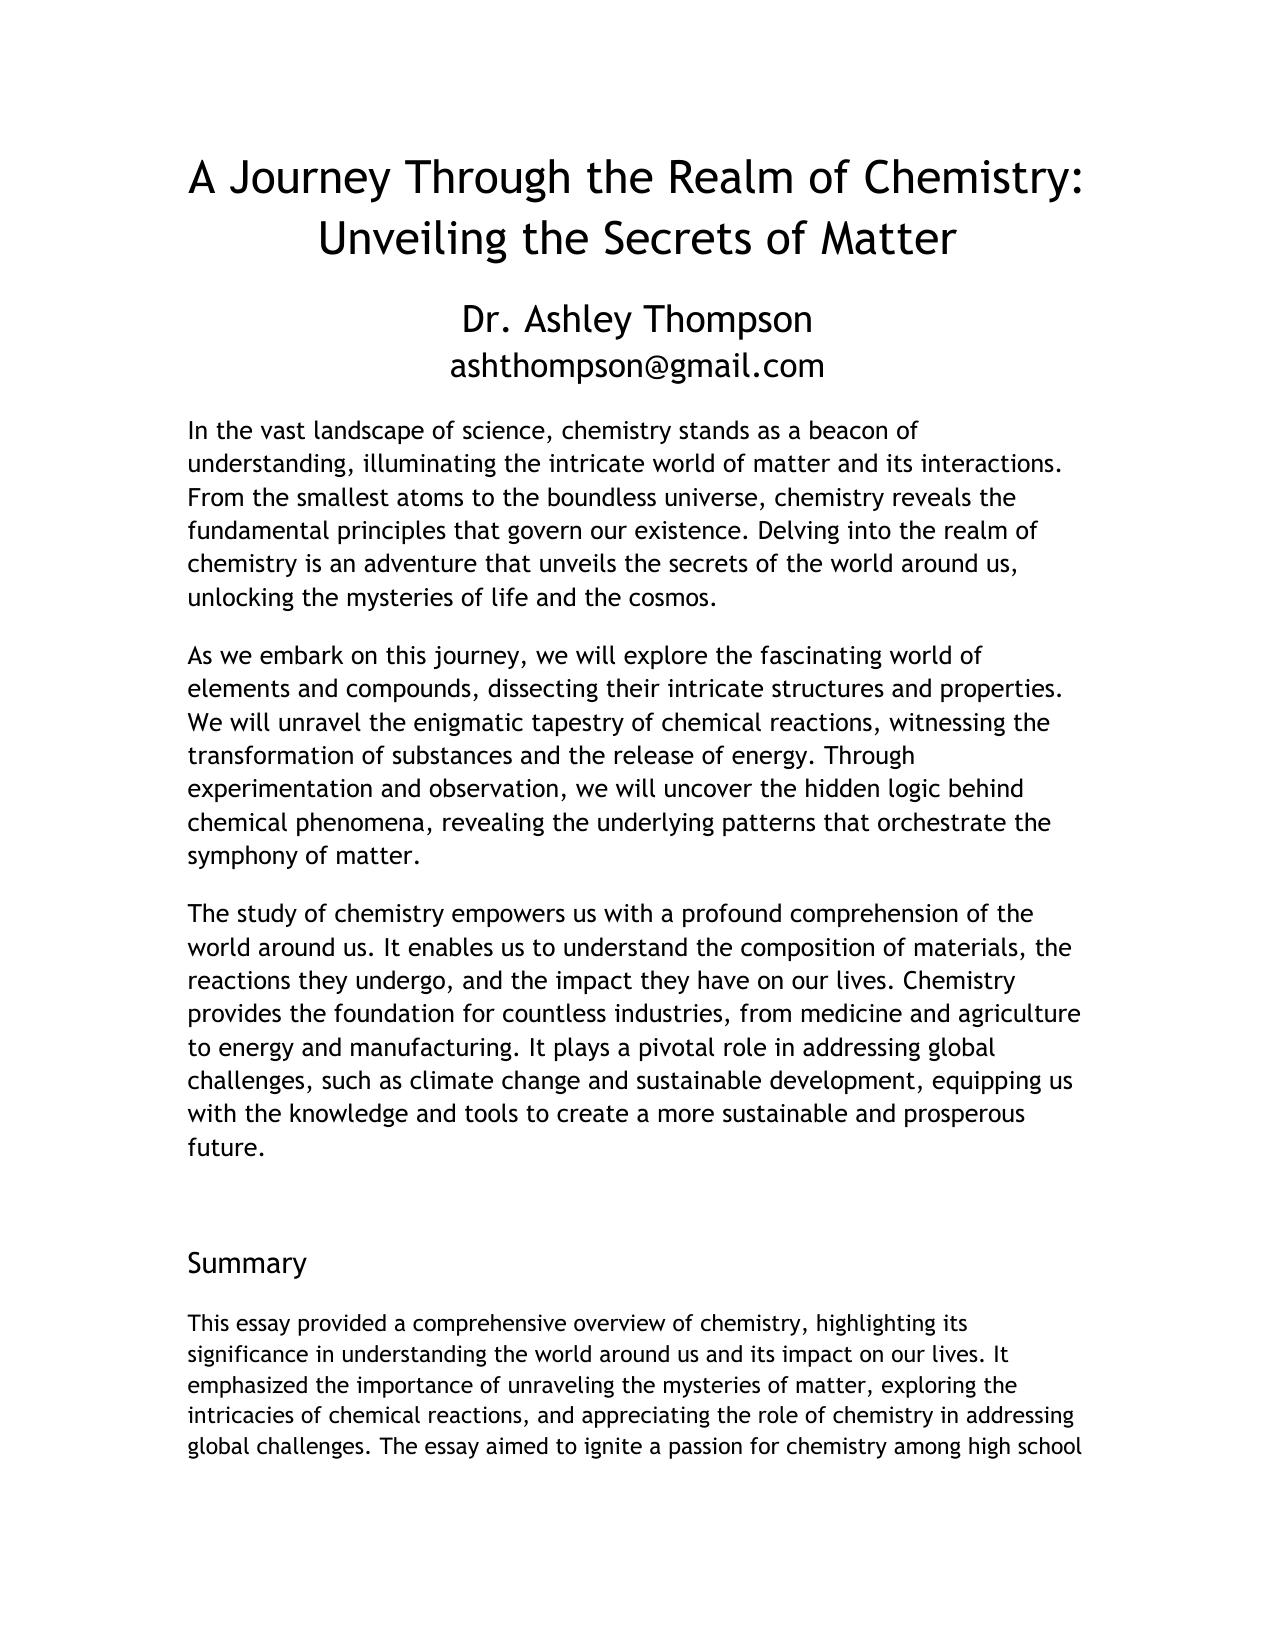 A Journey Through the Realm of Chemistry:
Unveiling the Secrets of Matter
Dr. Ashley Thompson
ashthompson@gmail.com
In the vast landscape of science, chemistry stands as a beacon of
understanding, illuminating the intricate world of matter and its interactions.
From the smallest atoms to the boundless universe, chemistry reveals the
fundamental principles that govern our existence. Delving into the realm of
chemistry is an adventure that unveils the secrets of the world around us,
unlocking the mysteries of life and the cosmos.
As we embark on this journey, we will explore the fascinating world of
elements and compounds, dissecting their intricate structures and properties.
We will unravel the enigmatic tapestry of chemical reactions, witnessing the
transformation of substances and the release of energy. Through
experimentation and observation, we will uncover the hidden logic behind
chemical phenomena, revealing the underlying patterns that orchestrate the
symphony of matter.
The study of chemistry empowers us with a profound comprehension of the
world around us. It enables us to understand the composition of materials, the
reactions they undergo, and the impact they have on our lives. Chemistry
provides the foundation for countless industries, from medicine and agriculture
to energy and manufacturing. It plays a pivotal role in addressing global
challenges, such as climate change and sustainable development, equipping us
with the knowledge and tools to create a more sustainable and prosperous
future.
Summary
This essay provided a comprehensive overview of chemistry, highlighting its
significance in understanding the world around us and its impact on our lives. It
emphasized the importance of unraveling the mysteries of matter, exploring the
intricacies of chemical reactions, and appreciating the role of chemistry in addressing
global challenges. The essay aimed to ignite a passion for chemistry among high school